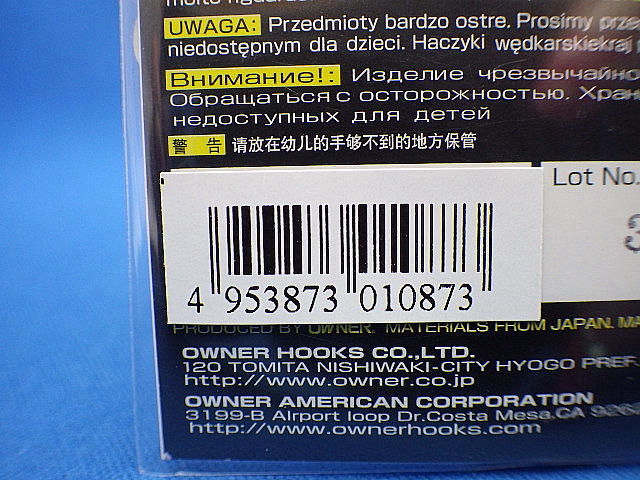 UWAGA: Przedmioty bardzo ostre. Prosimy
niedostępnym dla dzieci. Haczyki wędkarskie
Внимание!: Изделие чрезвычайно
Обращаться с осторожностью.
недоступных для детей
警 告 请放在幼儿的手够不到的地方保管
Lot No.
4 953873 010873
PRODUCED BY OWNER. MATERIALS FROM JAPAN.
OWNER HOOKS CO.,LTD.
120 TOMITA NISHIWAKI-CITY HYOGO PREF.
http://www.owner.co.jp
OWNER AMERICAN CORPORATION
3199-B Airport loop Dr.Costa Mesa.CA
http://www.ownerhooks.com